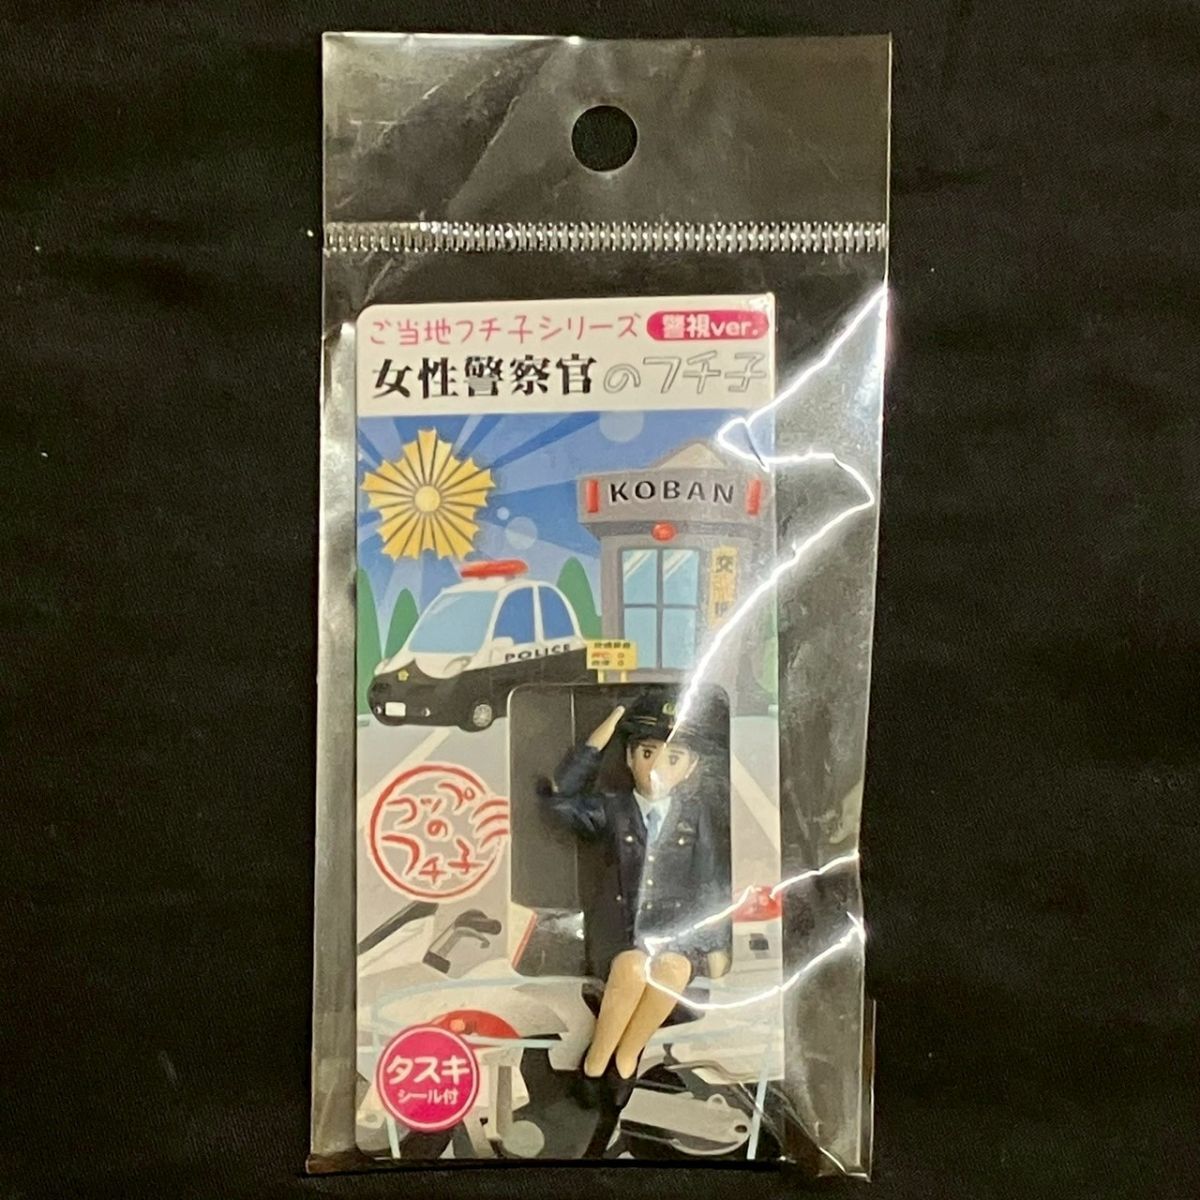 ご当地フチ子シリーズ 警視ver.
女性警察官のフチ子
KOBAN
POLICE
コップ
の
フチ子
タスキ
シール付